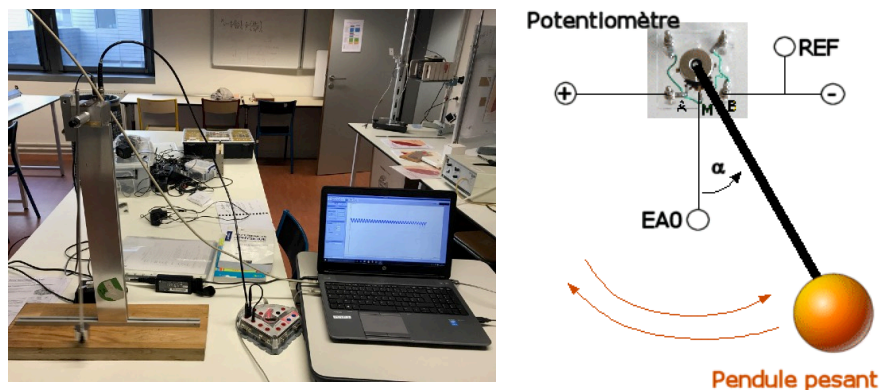 Potentiomètre
REF
+
-
A M B
α
EA0
Pendule pesant